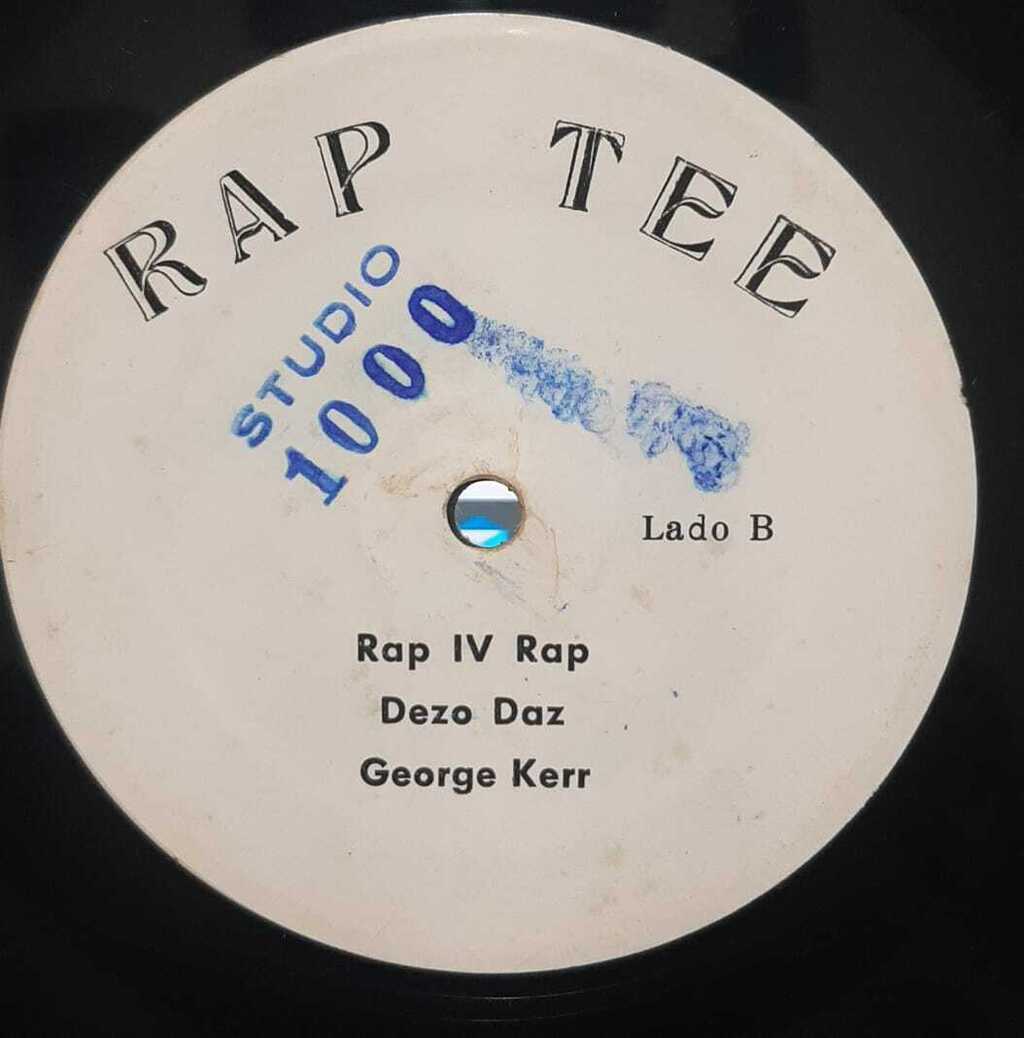 RAP TEE
STUDIO
1000
Lado B
Rap IV Rap
Dezo Daz
George Kerr